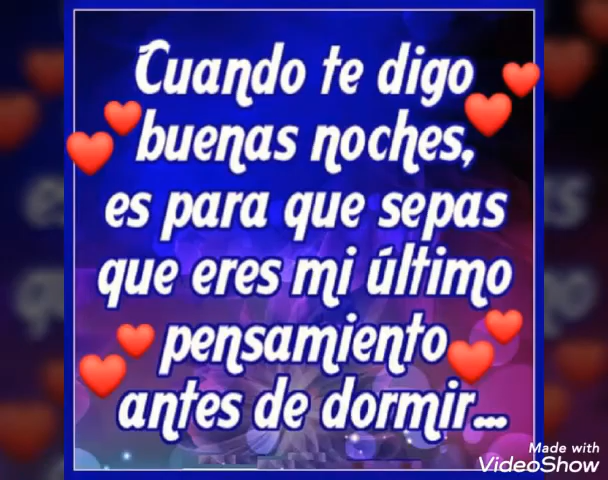 Cuando te digo
buenas noches,
es para que sepas
que eres mi último
pensamiento
antes de dormir...
Made with
VideoShow